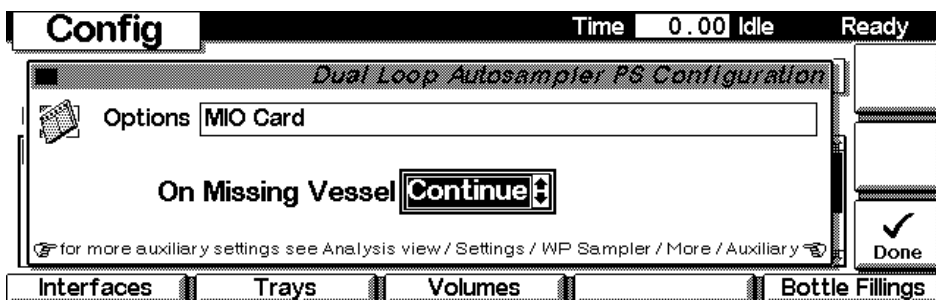 Config Time 0.00 Idle Ready
Dual Loop Autosampler PS Configuration
Options MIO Card
On Missing Vessel Continue
for more auxiliary settings see Analysis view / Settings / WP Sampler / More / Auxiliary
Done
Interfaces Trays Volumes Bottle Fillings